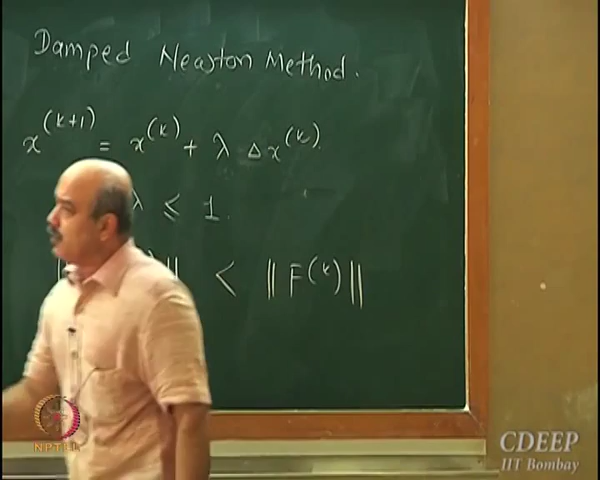 Damped Newton Method.
x^(k+1) = x^(k) + λ Δx^(k)
λ ≤ 1.
|| < ||F^(k)||
NPTEL
CDEEP
IIT Bombay